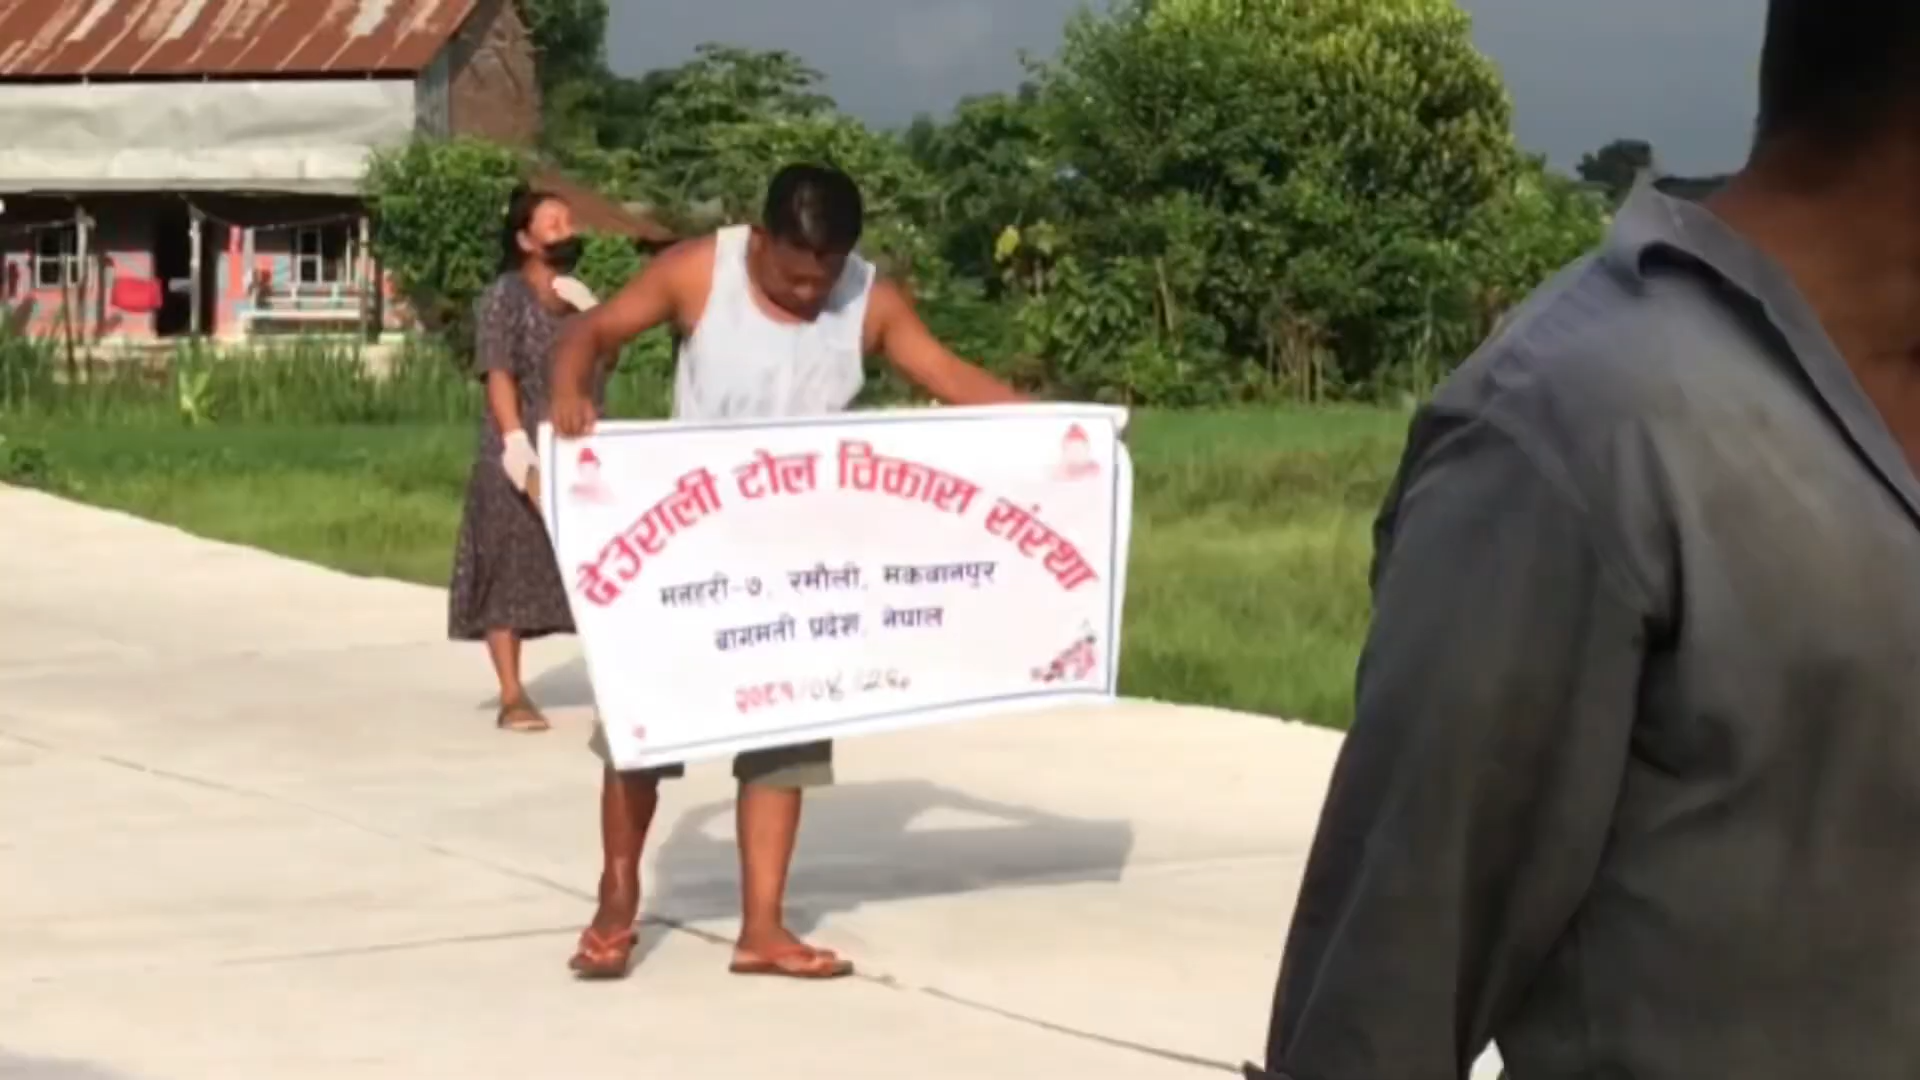 देउराली टोल विकास संस्था
मनहरी-७, रमौली, मकवानपुर
बागमती प्रदेश, नेपाल